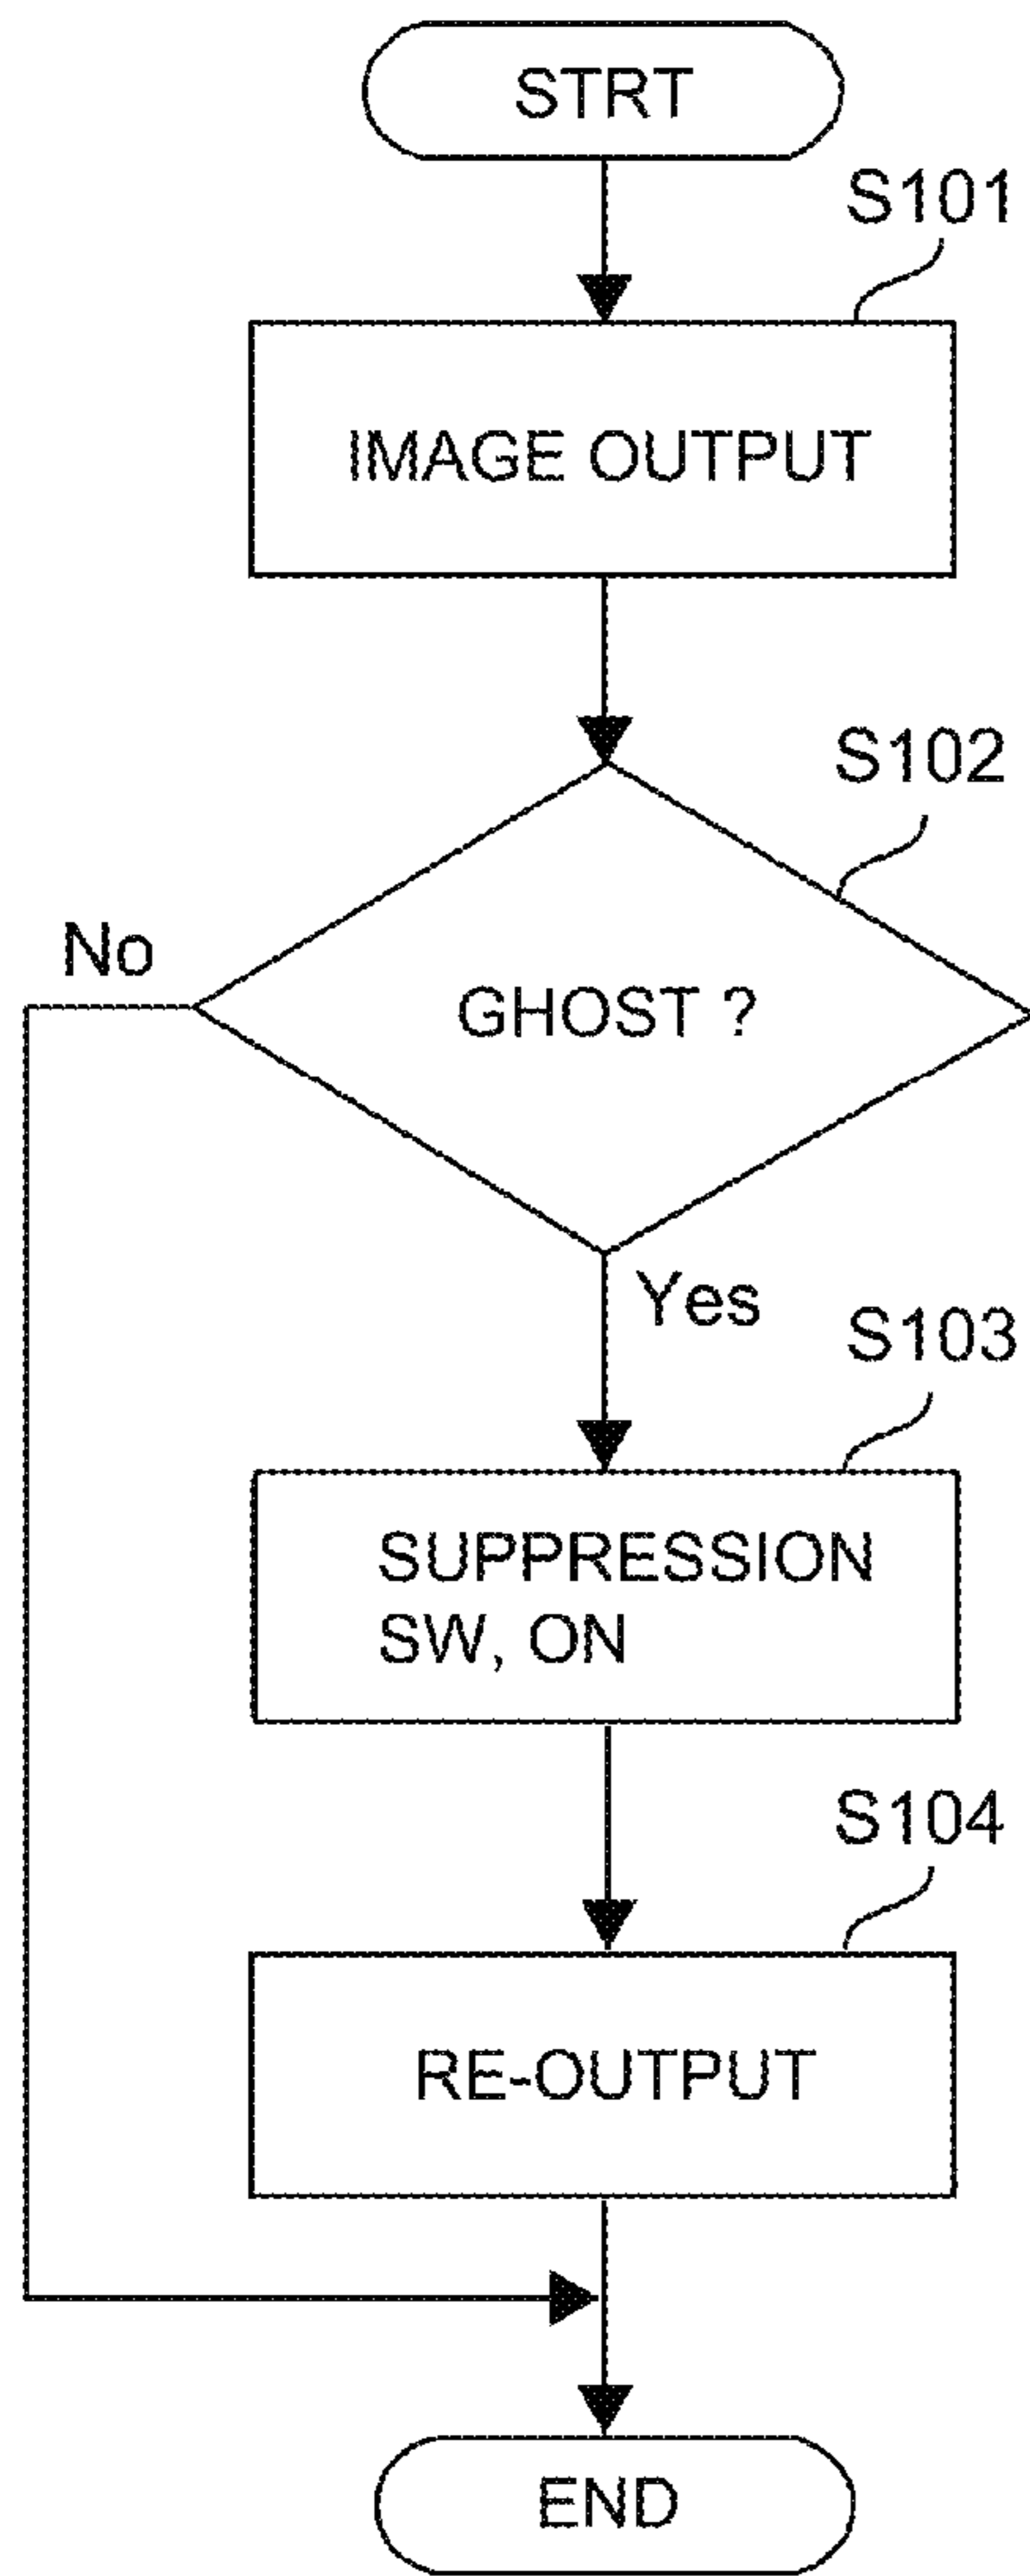 STRT
S101
IMAGE OUTPUT
S102
No
GHOST ?
Yes
S103
SUPPRESSION
SW, ON
S104
RE-OUTPUT
END